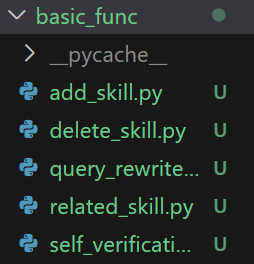 basic_func
__pycache__
add_skill.py U
delete_skill.py U
query_rewrite... U
related_skill.py U
self_verificati... U